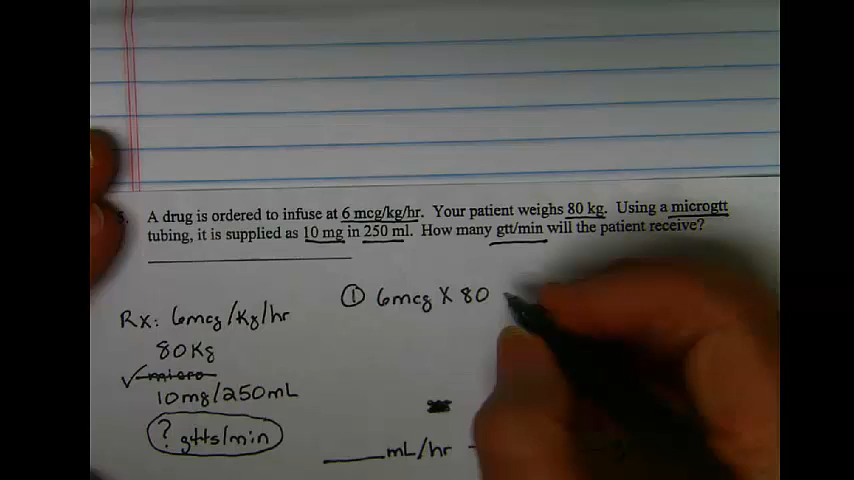 5. A drug is ordered to infuse at 6 mcg/kg/hr. Your patient weighs 80 kg. Using a microgtt
tubing, it is supplied as 10 mg in 250 ml. How many gtt/min will the patient receive?
Rx: 6mcg/Kg/hr
80Kg
✓ micro
10mg/250mL
? gtts/min
① 6mcg X 80
mL/hr